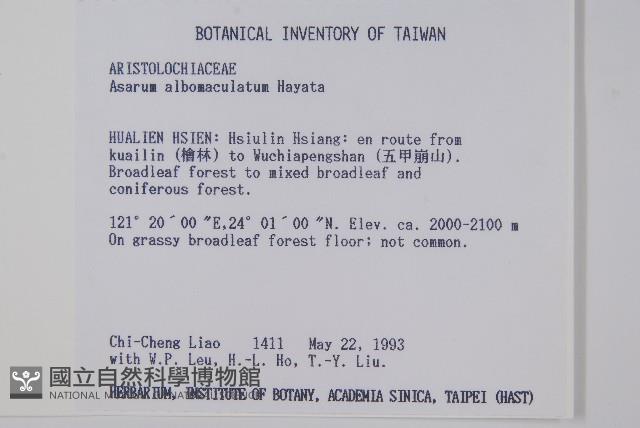 BOTANICAL INVENTORY OF TAIWAN
ARISTOLOCHIACEAE
Asarum albomaculatum Hayata
HUALIEN HSIEN: Hsiulin Hsiang: en route from
kuailin (檜林) to Wuchiapengshan (五甲崩山).
Broadleaf forest to mixed broadleaf and
coniferous forest.
121° 20 ´ 00 ″E,24° 01 ´ 00 ″N. Elev. ca. 2000-2100 m
On grassy broadleaf forest floor; not common.
Chi-Cheng Liao 1411 May 22, 1993
with W.P. Leu, H.-L. Ho, T.-Y. Liu.
國立自然科學博物館
NATIONAL
HERBARIUM, INSTITUTE OF BOTANY, ACADEMIA SINICA, TAIPEI (HAST)